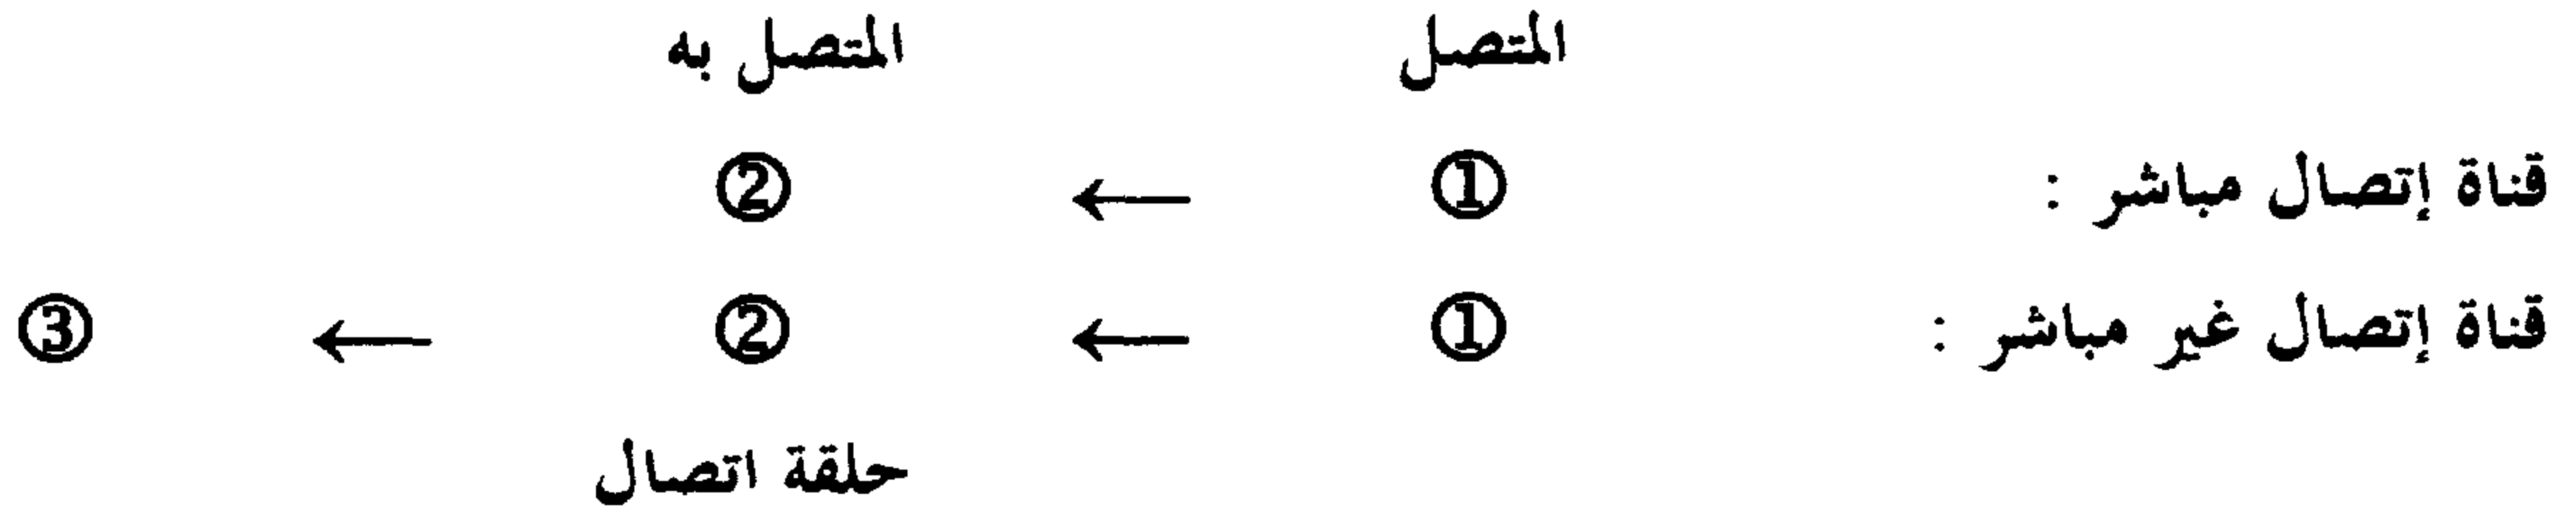 المتصل المتصل به
قناة إتصال مباشر : ① ← ②
قناة إتصال غير مباشر : ① ← ② ← ③
حلقة اتصال